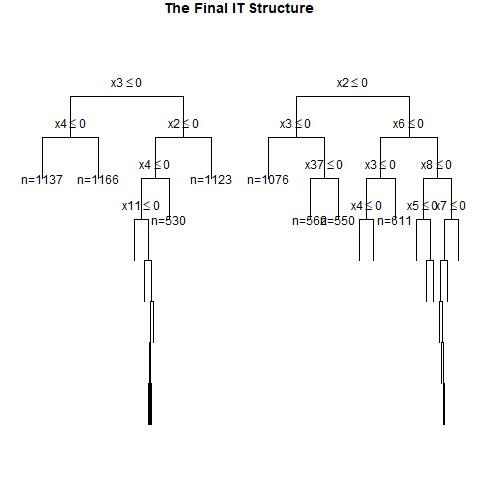 The Final IT Structure
x3 ≤ 0
x2 ≤ 0
x4 ≤ 0
x2 ≤ 0
x3 ≤ 0
x6 ≤ 0
n=1137
n=1166
x4 ≤ 0
n=1123
n=1076
x37 ≤ 0
x3 ≤ 0
x8 ≤ 0
x11 ≤ 0
n=530
n=562
n=550
x4 ≤ 0
n=611
x5 ≤ 0
x7 ≤ 0